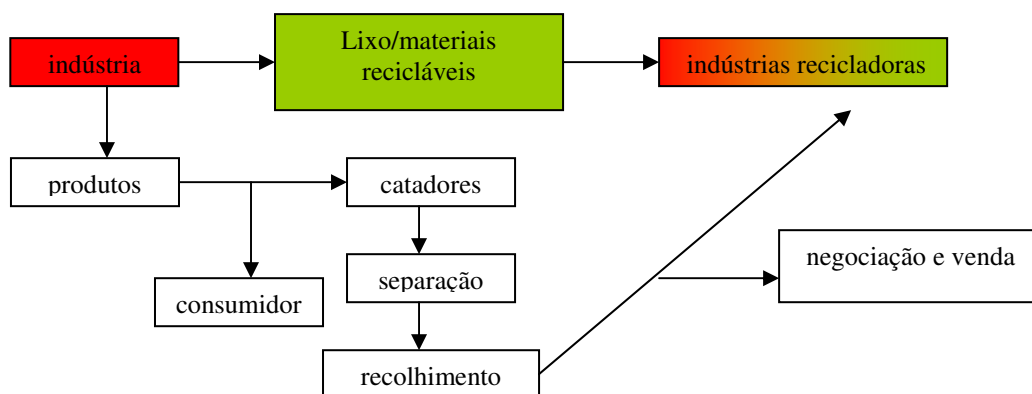 indústria
Lixo/materiais
recicláveis
indústrias recicladoras
produtos
catadores
consumidor
separação
negociação e venda
recolhimento